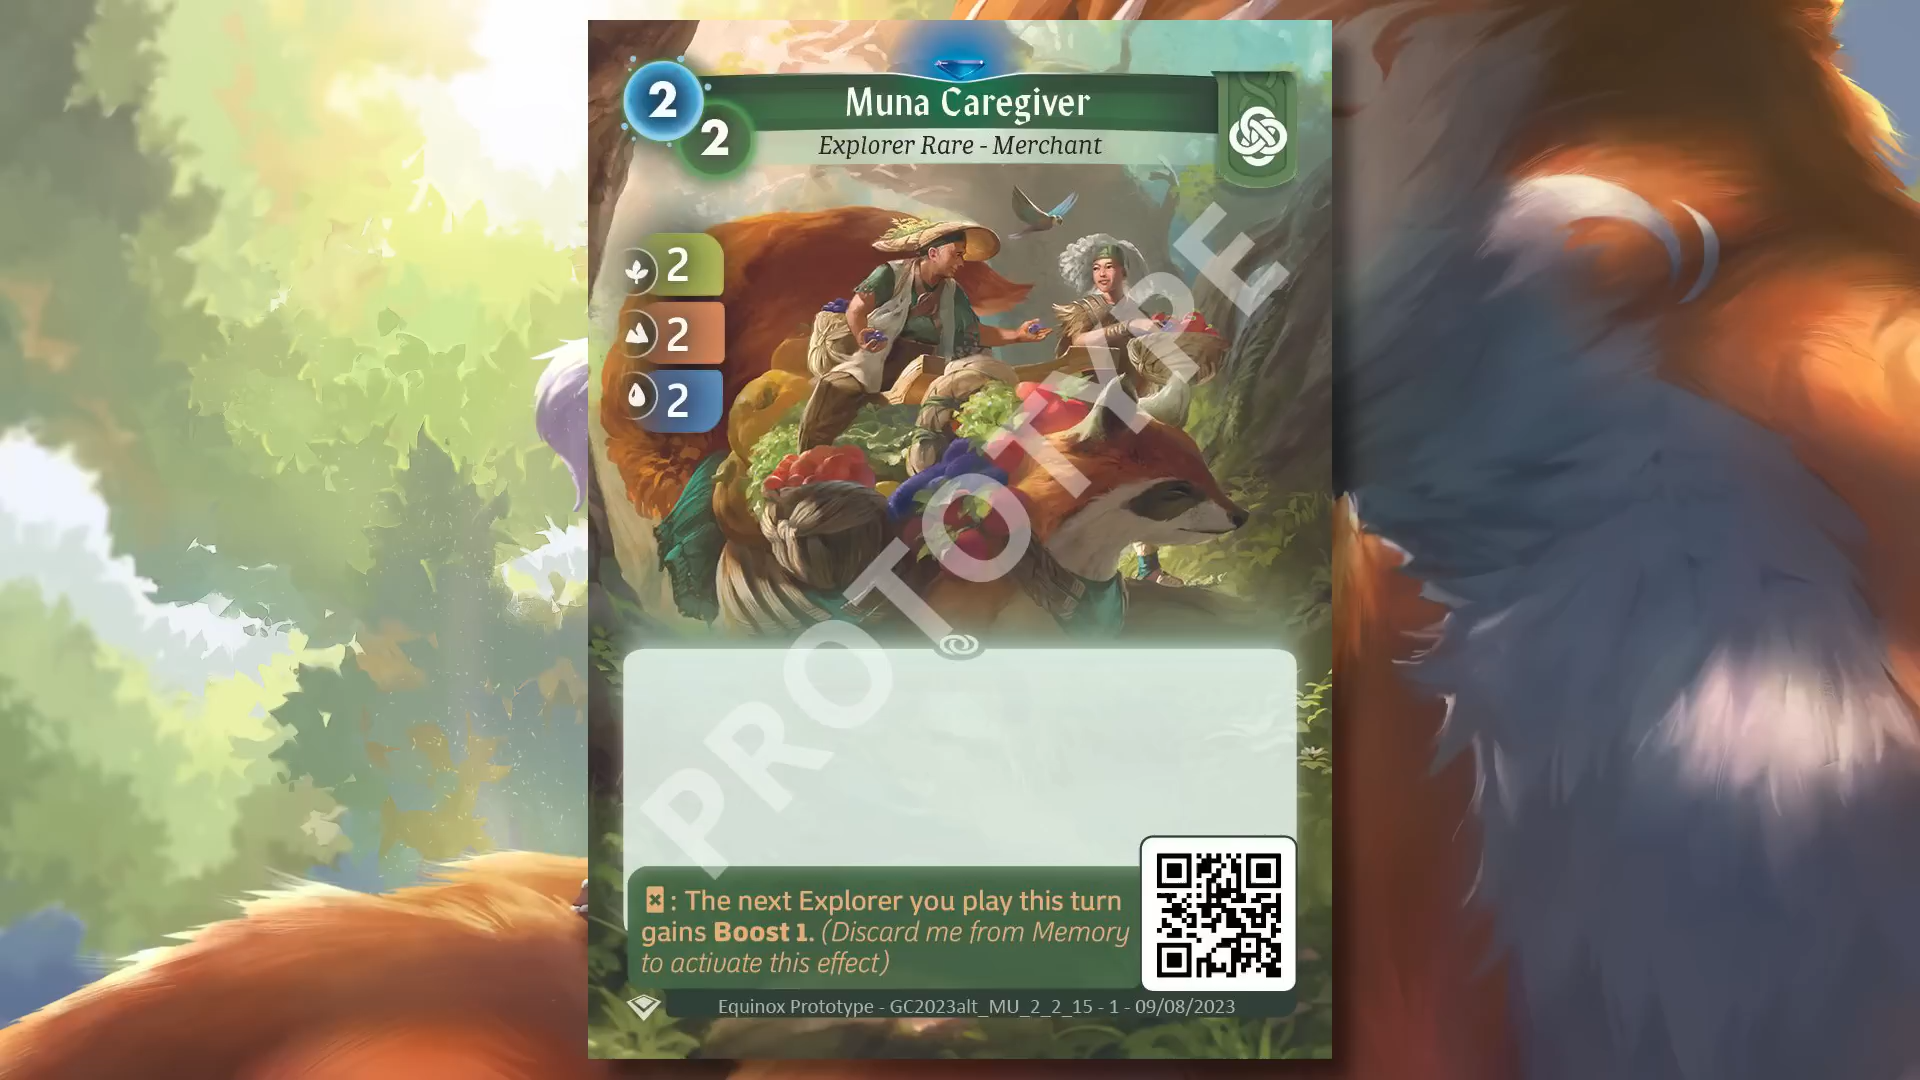 2
2
Muna Caregiver
Explorer Rare - Merchant
2
2
2
PROTOTYPE
: The next Explorer you play this turn
gains Boost 1. (Discard me from Memory
to activate this effect)
Equinox Prototype - GC2023alt_MU_2_2_15 - 1 - 09/08/2023